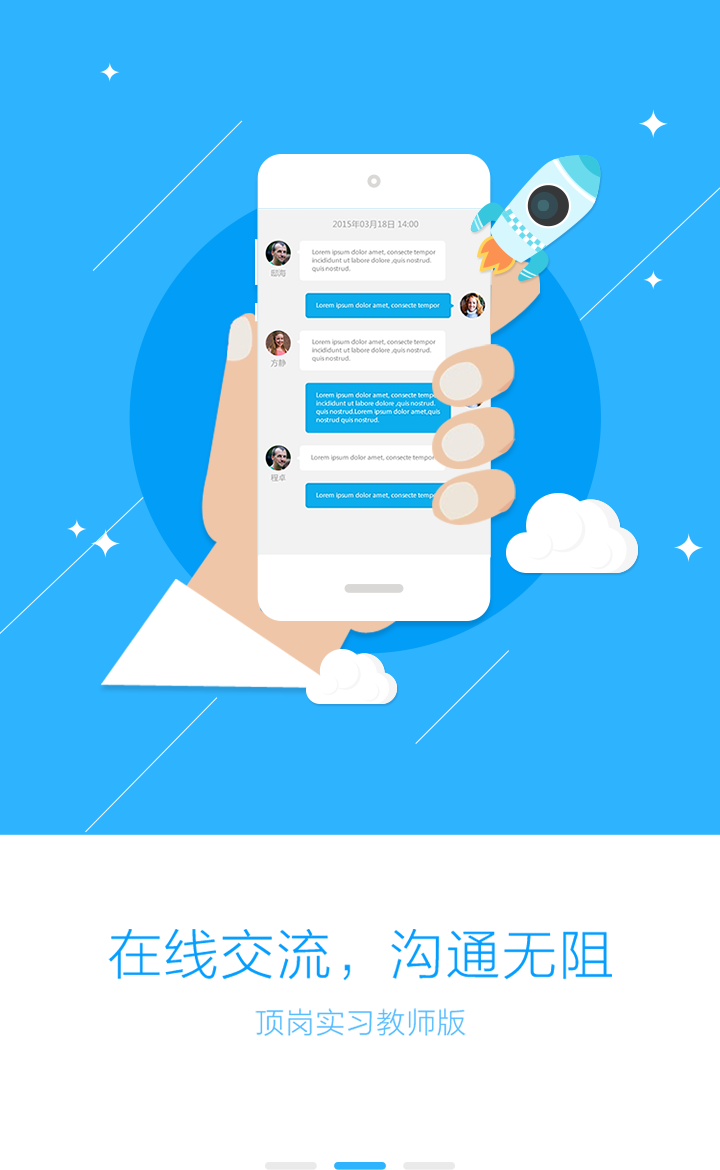 2015年03月18日 14:00
Lorem ipsum dolor amet, consecte tempor
incididunt ut labore dolore ,quis nostrud.
quis nostrud.
Lorem ipsum dolor amet, consecte tempor
Lorem ipsum dolor amet, consecte tempor
incididunt ut labore dolore ,quis nostrud.
quis nostrud.
方静
Lorem ipsum dolor amet, consecte
incididunt ut labore dolore ,quis
quis nostrud.Lorem ipsum dolor amet,quis
nostrud quis nostrud.
Lorem ipsum dolor amet, consecte tempor
程卓
Lorem ipsum dolor amet, consecte
在线交流，沟通无阻
顶岗实习教师版